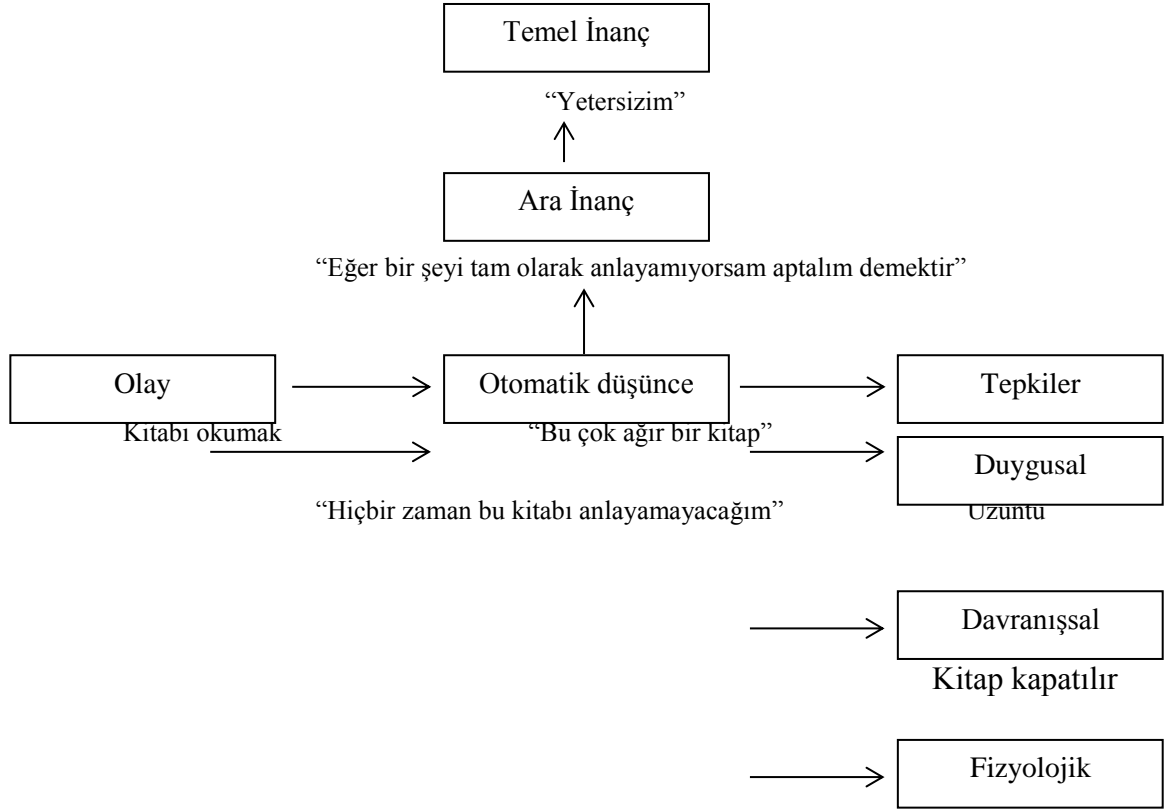 Temel İnanç
“Yetersizim”
Ara İnanç
“Eğer bir şeyi tam olarak anlayamıyorsam aptalım demektir”
Olay
Otomatik düşünce
Tepkiler
Kitabı okumak
“Bu çok ağır bir kitap”
Duygusal
“Hiçbir zaman bu kitabı anlayamayacağım”
Üzüntü
Davranışsal
Kitap kapatılır
Fizyolojik